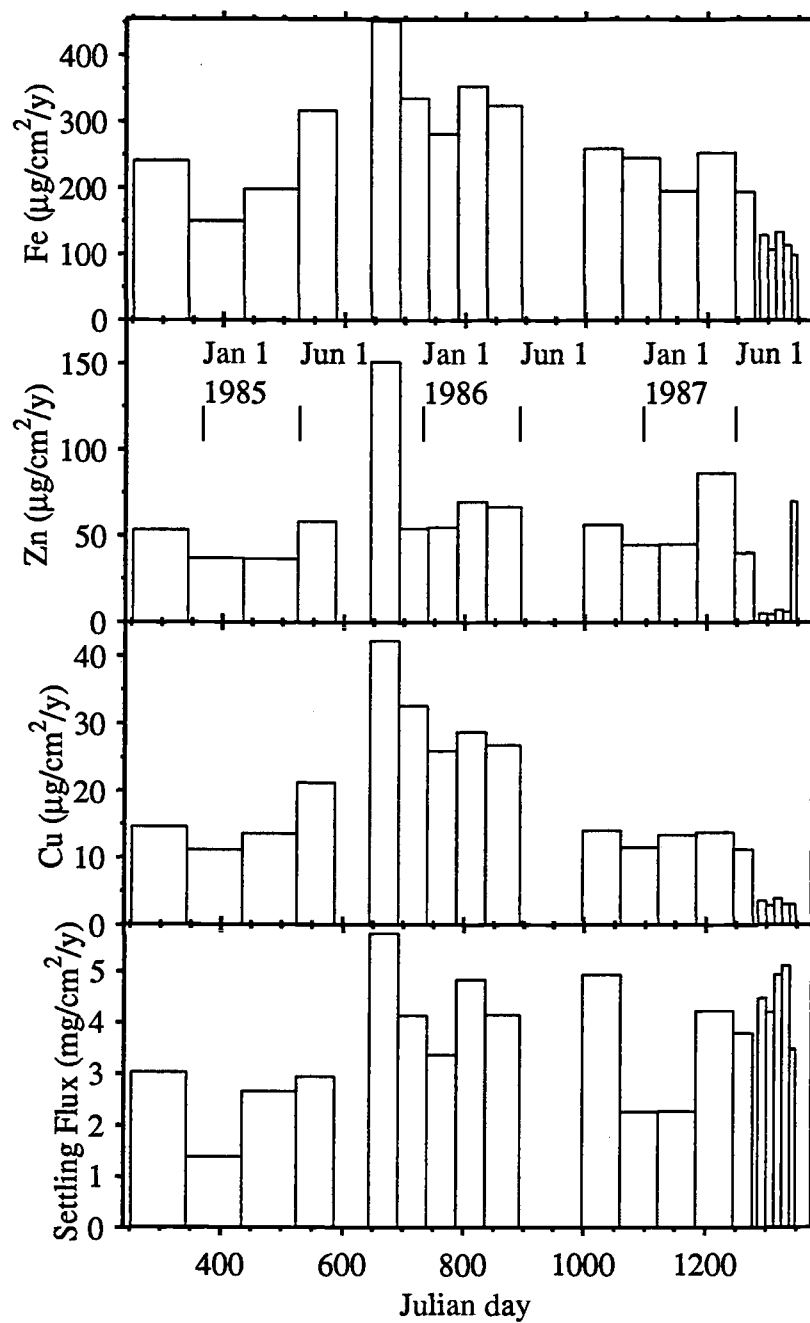 Fe (μg/cm²/y)
400
300
200
100
0
Jan 1 Jun 1 Jan 1 Jun 1 Jan 1 Jun 1
1985 1986 1987
Zn (μg/cm²/y)
150
100
50
0
Cu (μg/cm²/y)
40
30
20
10
0
Settling Flux (mg/cm²/y)
5
4
3
2
1
0
400 600 800 1000 1200
Julian day